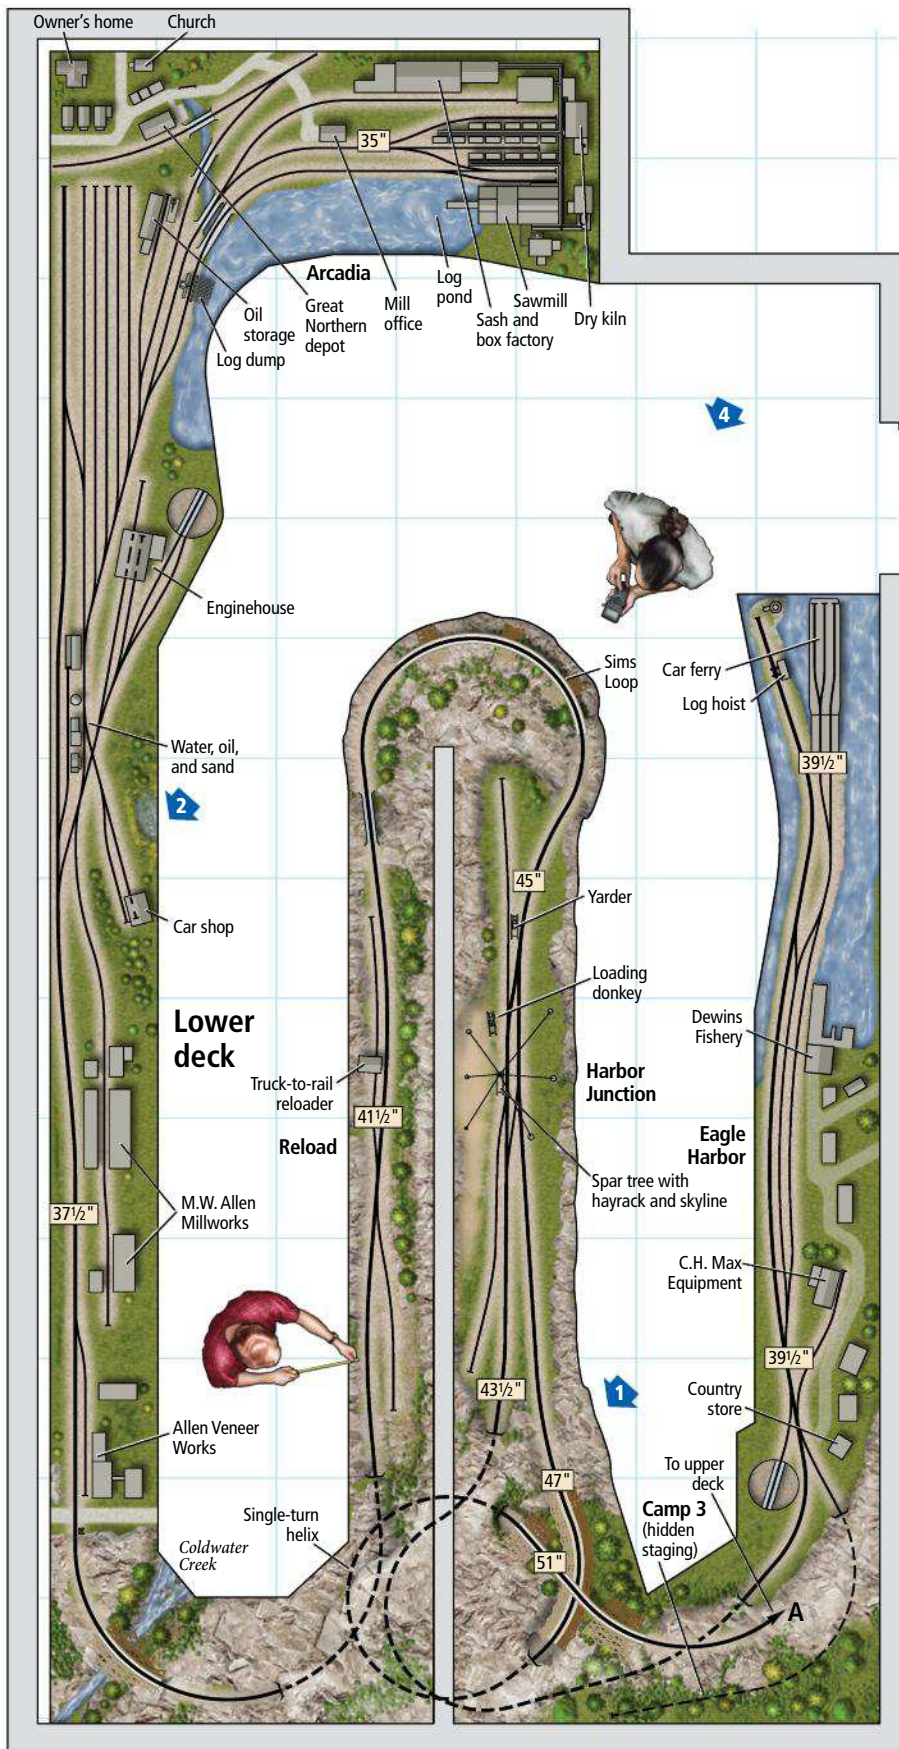 Owner's home
Church
35"
Arcadia
Log
pond
Sawmill
Dry kiln
Oil
storage
Great
Northern
depot
Mill
office
Sash and
box factory
Log dump
4
Enginehouse
Sims
Loop
Car ferry
Log hoist
39½"
Water, oil,
and sand
2
45"
Yarder
Car shop
Loading
donkey
Dewins
Fishery
Lower
deck
Truck-to-rail
reloader
Harbor
Junction
41½"
Reload
Eagle
Harbor
Spar tree with
hayrack and skyline
37½"
M.W. Allen
Millworks
C.H. Max
Equipment
39½"
43½"
1
Country
store
Allen Veneer
Works
To upper
deck
47"
Single-turn
helix
Camp 3
(hidden
staging)
Coldwater
Creek
51"
A